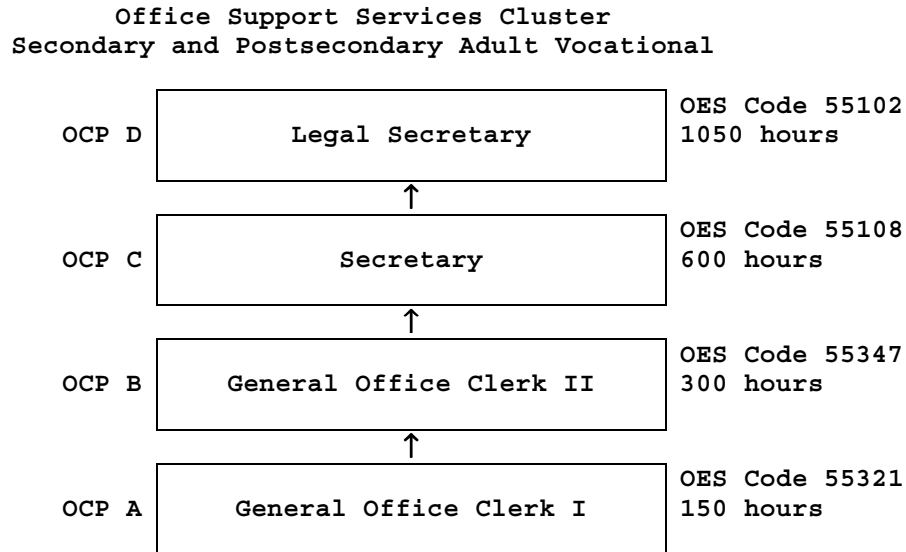 Office Support Services Cluster
Secondary and Postsecondary Adult Vocational
OES Code 55102
OCP D Legal Secretary 1050 hours
↑
OES Code 55108
OCP C Secretary 600 hours
↑
OES Code 55347
OCP B General Office Clerk II 300 hours
↑
OES Code 55321
OCP A General Office Clerk I 150 hours